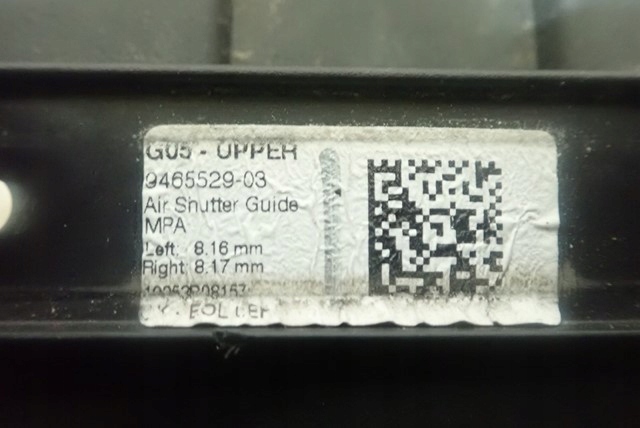 G05 - UPPER
9465529-03
Air Shutter Guide
MPA
Left: 8.16 mm
Right: 8.17 mm